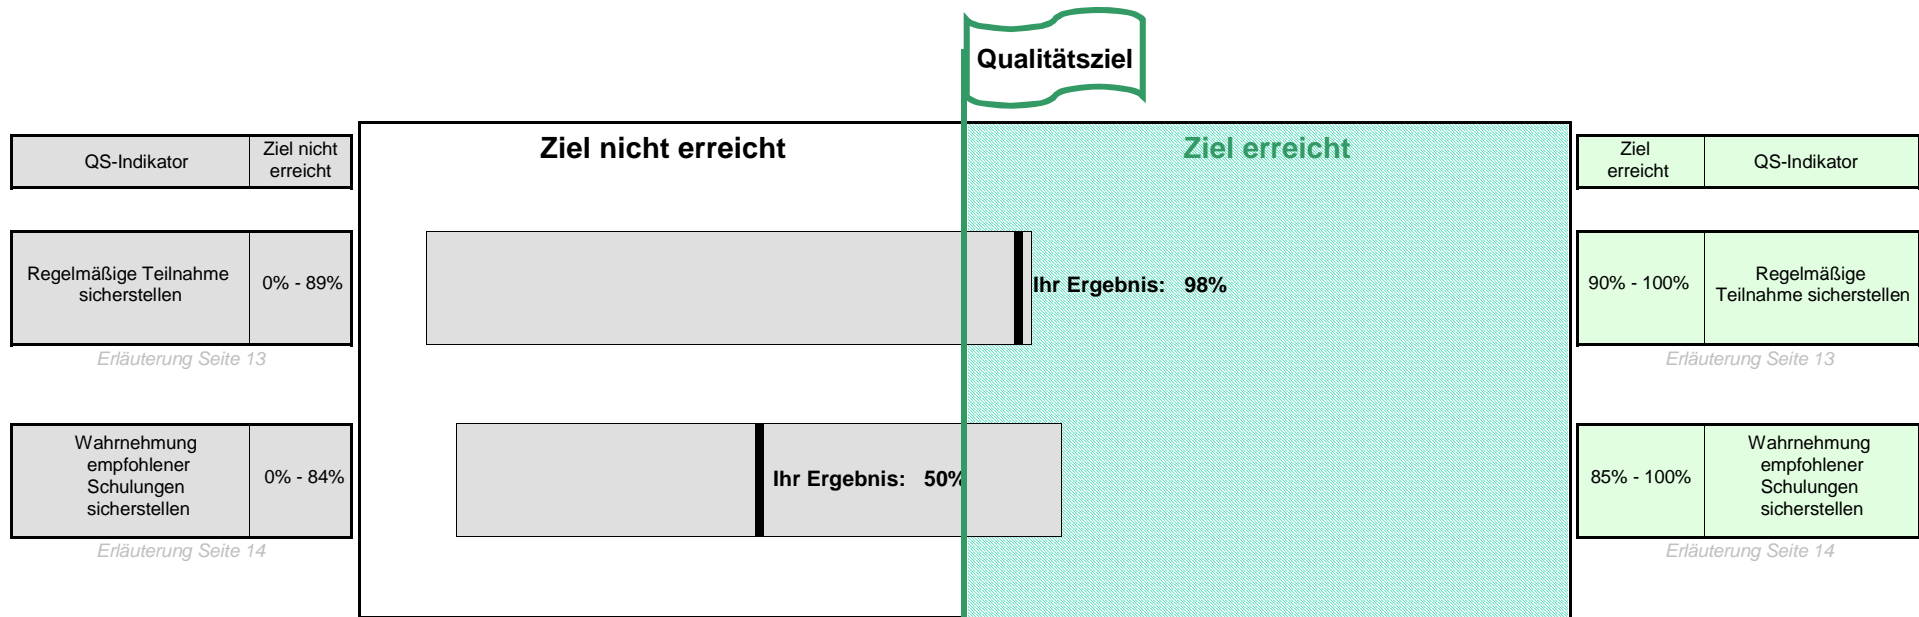 Qualitätsziel
Ziel nicht erreicht
Ziel erreicht
QS-Indikator
Ziel nicht
erreicht
Ziel
erreicht
QS-Indikator
Regelmäßige Teilnahme
sicherstellen
0% - 89%
Ihr Ergebnis: 98%
90% - 100%
Regelmäßige
Teilnahme sicherstellen
Erläuterung Seite 13
Erläuterung Seite 13
Wahrnehmung
empfohlener
Schulungen
sicherstellen
0% - 84%
Ihr Ergebnis: 50%
85% - 100%
Wahrnehmung
empfohlener
Schulungen
sicherstellen
Erläuterung Seite 14
Erläuterung Seite 14